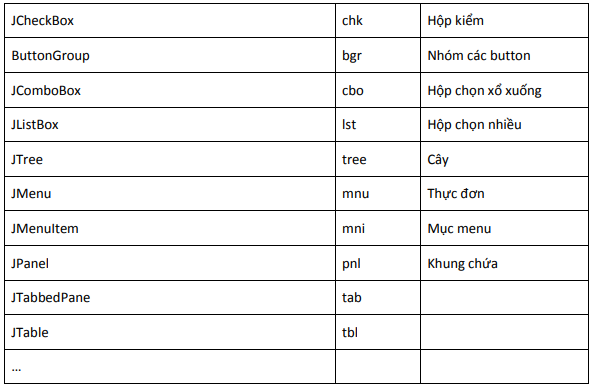 JCheckBox chk Hộp kiểm
ButtonGroup bgr Nhóm các button
JComboBox cbo Hộp chọn xổ xuống
JListBox lst Hộp chọn nhiều
JTree tree Cây
JMenu mnu Thực đơn
JMenuItem mni Mục menu
JPanel pnl Khung chứa
JTabbedPane tab
JTable tbl
...